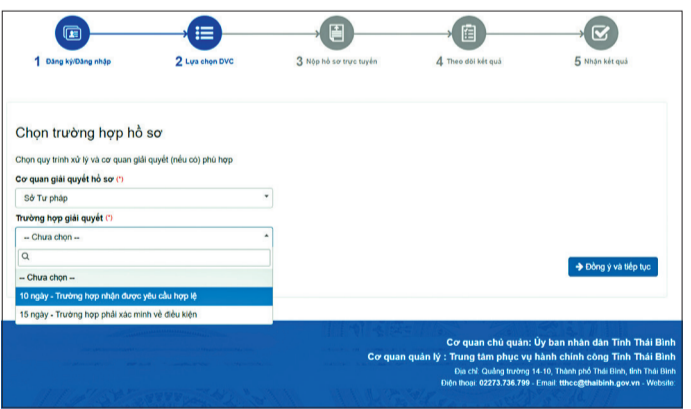 1 Đăng ký/Đăng nhập
2 Lựa chọn DVC
3 Nộp hồ sơ trực tuyến
4 Theo dõi kết quả
5 Nhận kết quả
Chọn trường hợp hồ sơ
Chọn quy trình xử lý và cơ quan giải quyết (nếu có) phù hợp
Cơ quan giải quyết hồ sơ (*)
Sở Tư pháp
Trường hợp giải quyết (*)
-- Chưa chọn --
-- Chưa chọn --
10 ngày - Trường hợp nhận được yêu cầu hợp lệ
15 ngày - Trường hợp phải xác minh về điều kiện
Đồng ý và tiếp tục
Cơ quan chủ quản: Ủy ban nhân dân Tỉnh Thái Bình
Cơ quan quản lý : Trung tâm phục vụ hành chính công Tỉnh Thái Bình
Địa chỉ: Quảng trường 14-10, Thành phố Thái Bình, tỉnh Thái Bình
Điện thoại: 02273.736.799 - Email: tthcc@thaibinh.gov.vn - Website: